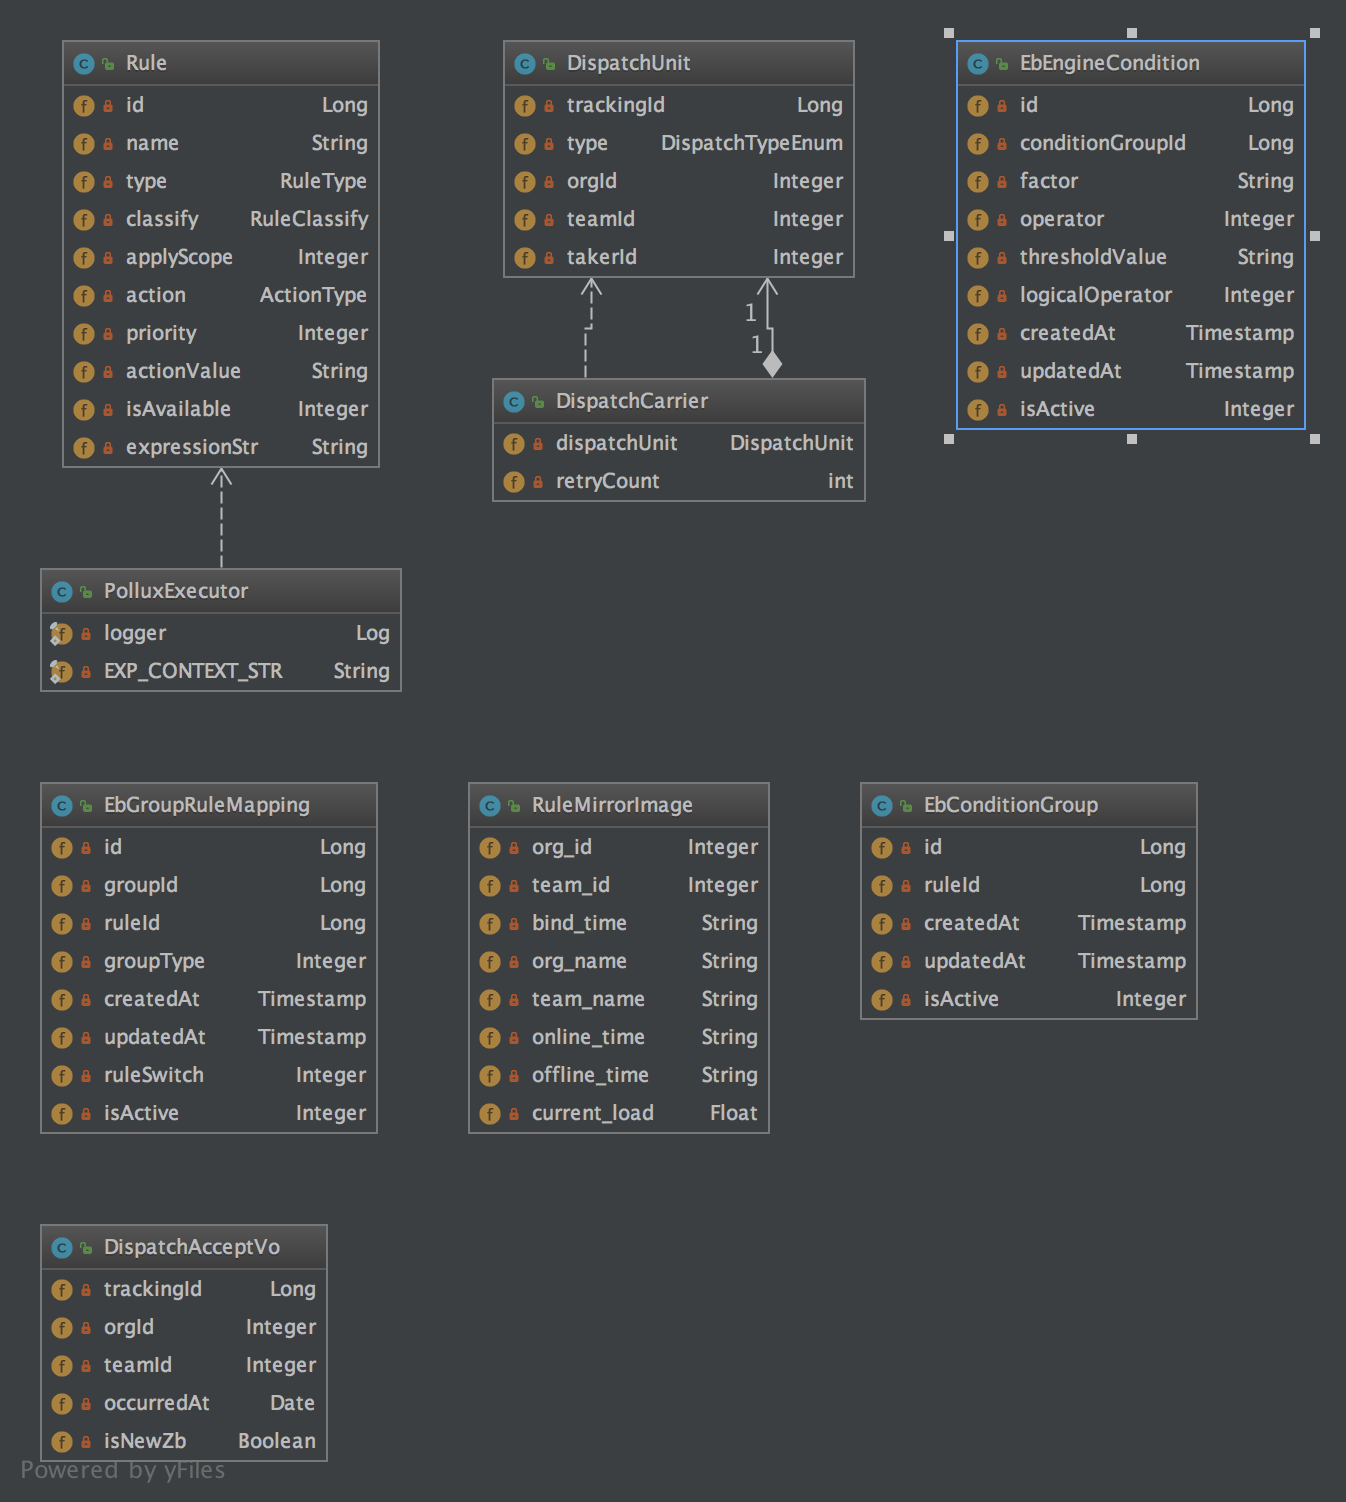 Rule
id Long
name String
type RuleType
classify RuleClassify
applyScope Integer
action ActionType
priority Integer
actionValue String
isAvailable Integer
expressionStr String
DispatchUnit
trackingId Long
type DispatchTypeEnum
orgId Integer
teamId Integer
takerId Integer
EbEngineCondition
id Long
conditionGroupId Long
factor String
operator Integer
thresholdValue String
logicalOperator Integer
createdAt Timestamp
updatedAt Timestamp
isActive Integer
1
1
DispatchCarrier
dispatchUnit DispatchUnit
retryCount int
PolluxExecutor
logger Log
EXP_CONTEXT_STR String
EbGroupRuleMapping
id Long
groupId Long
ruleId Long
groupType Integer
createdAt Timestamp
updatedAt Timestamp
ruleSwitch Integer
isActive Integer
RuleMirrorImage
org_id Integer
team_id Integer
bind_time String
org_name String
team_name String
online_time String
offline_time String
current_load Float
EbConditionGroup
id Long
ruleId Long
createdAt Timestamp
updatedAt Timestamp
isActive Integer
DispatchAcceptVo
trackingId Long
orgId Integer
teamId Integer
occurredAt Date
isNewZb Boolean
Powered by yFiles